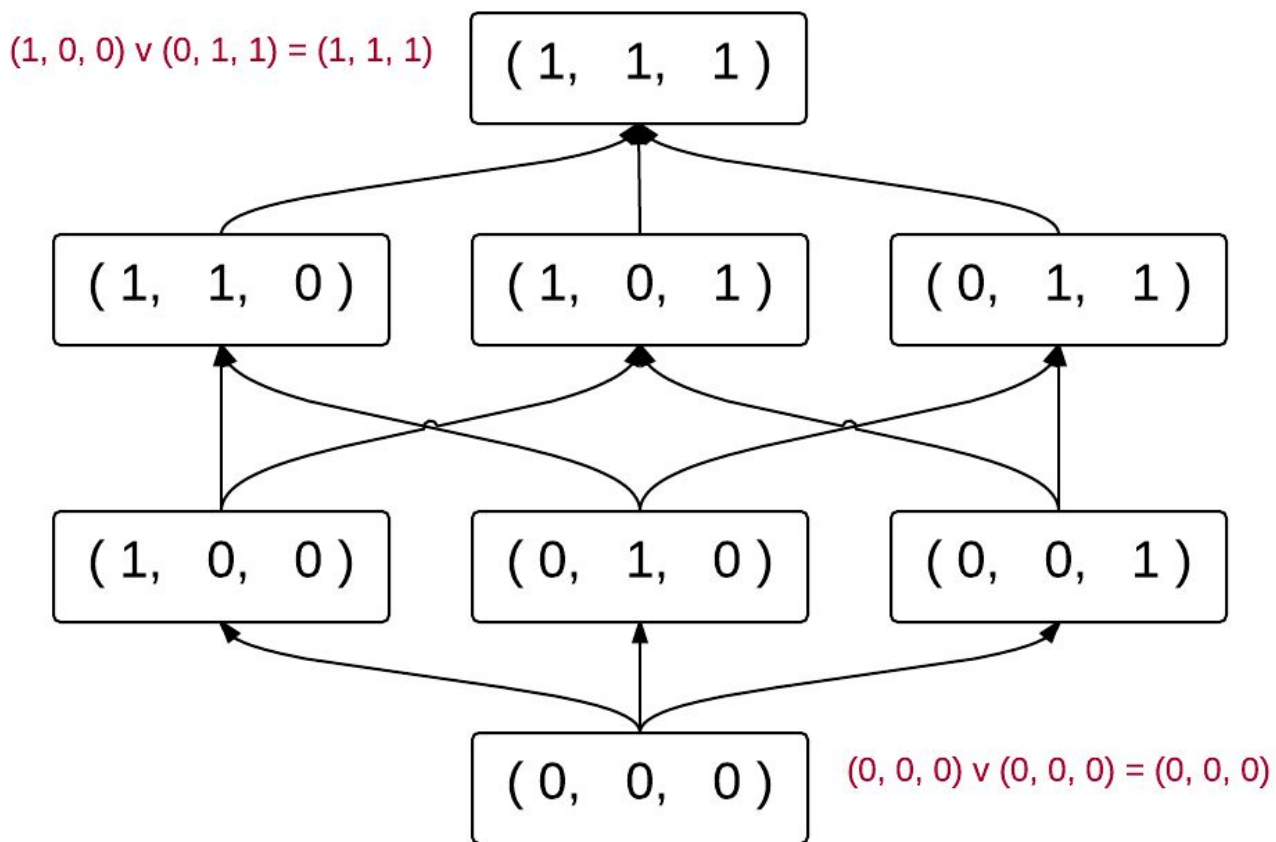 (1, 0, 0) v (0, 1, 1) = (1, 1, 1)
( 1, 1, 1 )
( 1, 1, 0 )
( 1, 0, 1 )
( 0, 1, 1 )
( 1, 0, 0 )
( 0, 1, 0 )
( 0, 0, 1 )
( 0, 0, 0 )
(0, 0, 0) v (0, 0, 0) = (0, 0, 0)